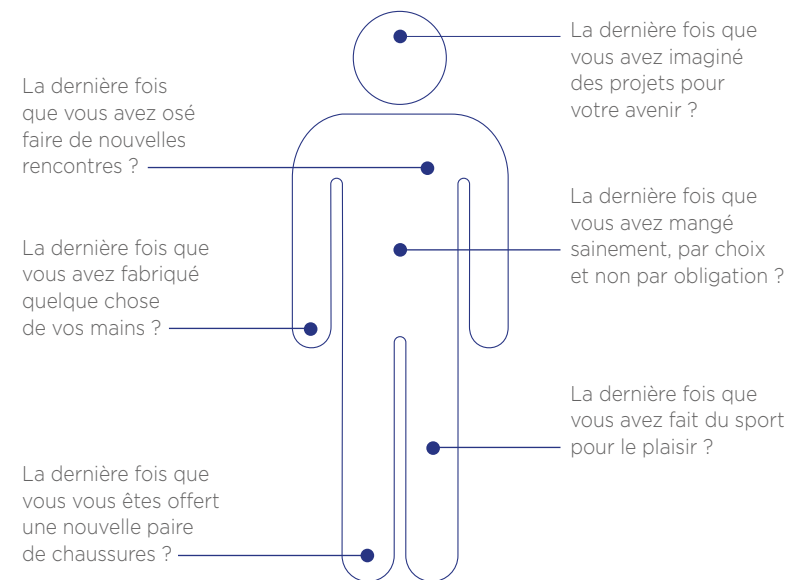 La dernière fois que
vous avez imaginé
des projets pour
votre avenir ?
La dernière fois
que vous avez osé
faire de nouvelles
rencontres ?
La dernière fois que
vous avez mangé
sainement, par choix
et non par obligation ?
La dernière fois que
vous avez fabriqué
quelque chose
de vos mains ?
La dernière fois que
vous avez fait du sport
pour le plaisir ?
La dernière fois que
vous vous êtes offert
une nouvelle paire
de chaussures ?